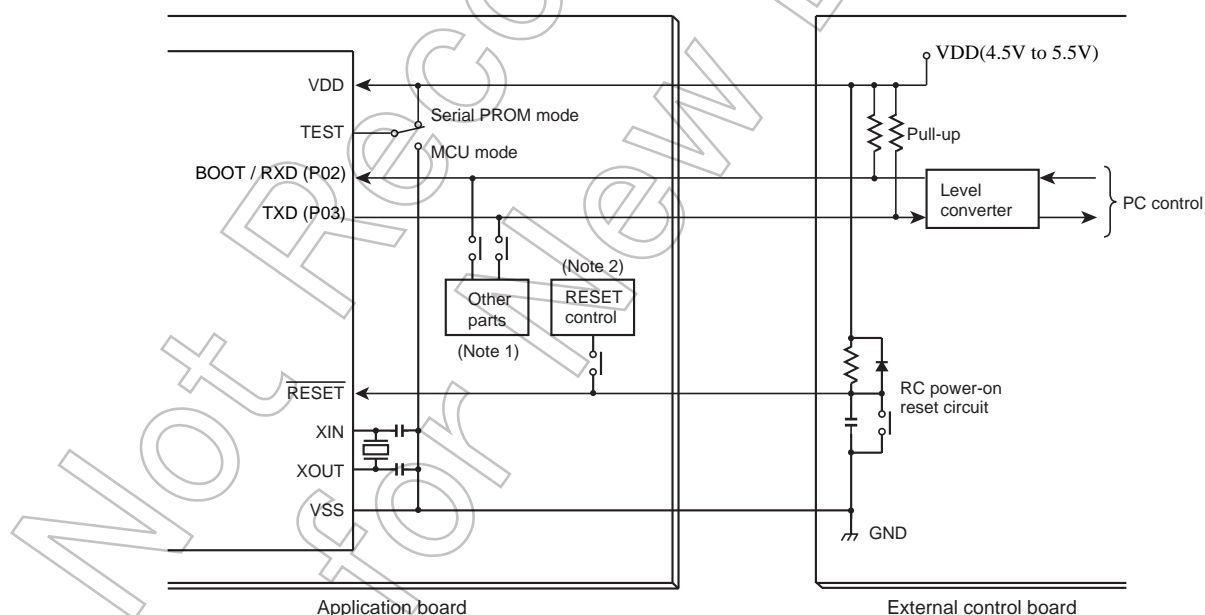 VDD(4.5V to 5.5V)
VDD
Serial PROM mode
TEST
Pull-up
MCU mode
BOOT / RXD (P02)
Level
converter
PC control
TXD (P03)
(Note 2)
Other
parts
RESET
control
(Note 1)
RESET
RC power-on
reset circuit
XIN
XOUT
VSS
GND
Application board
External control board